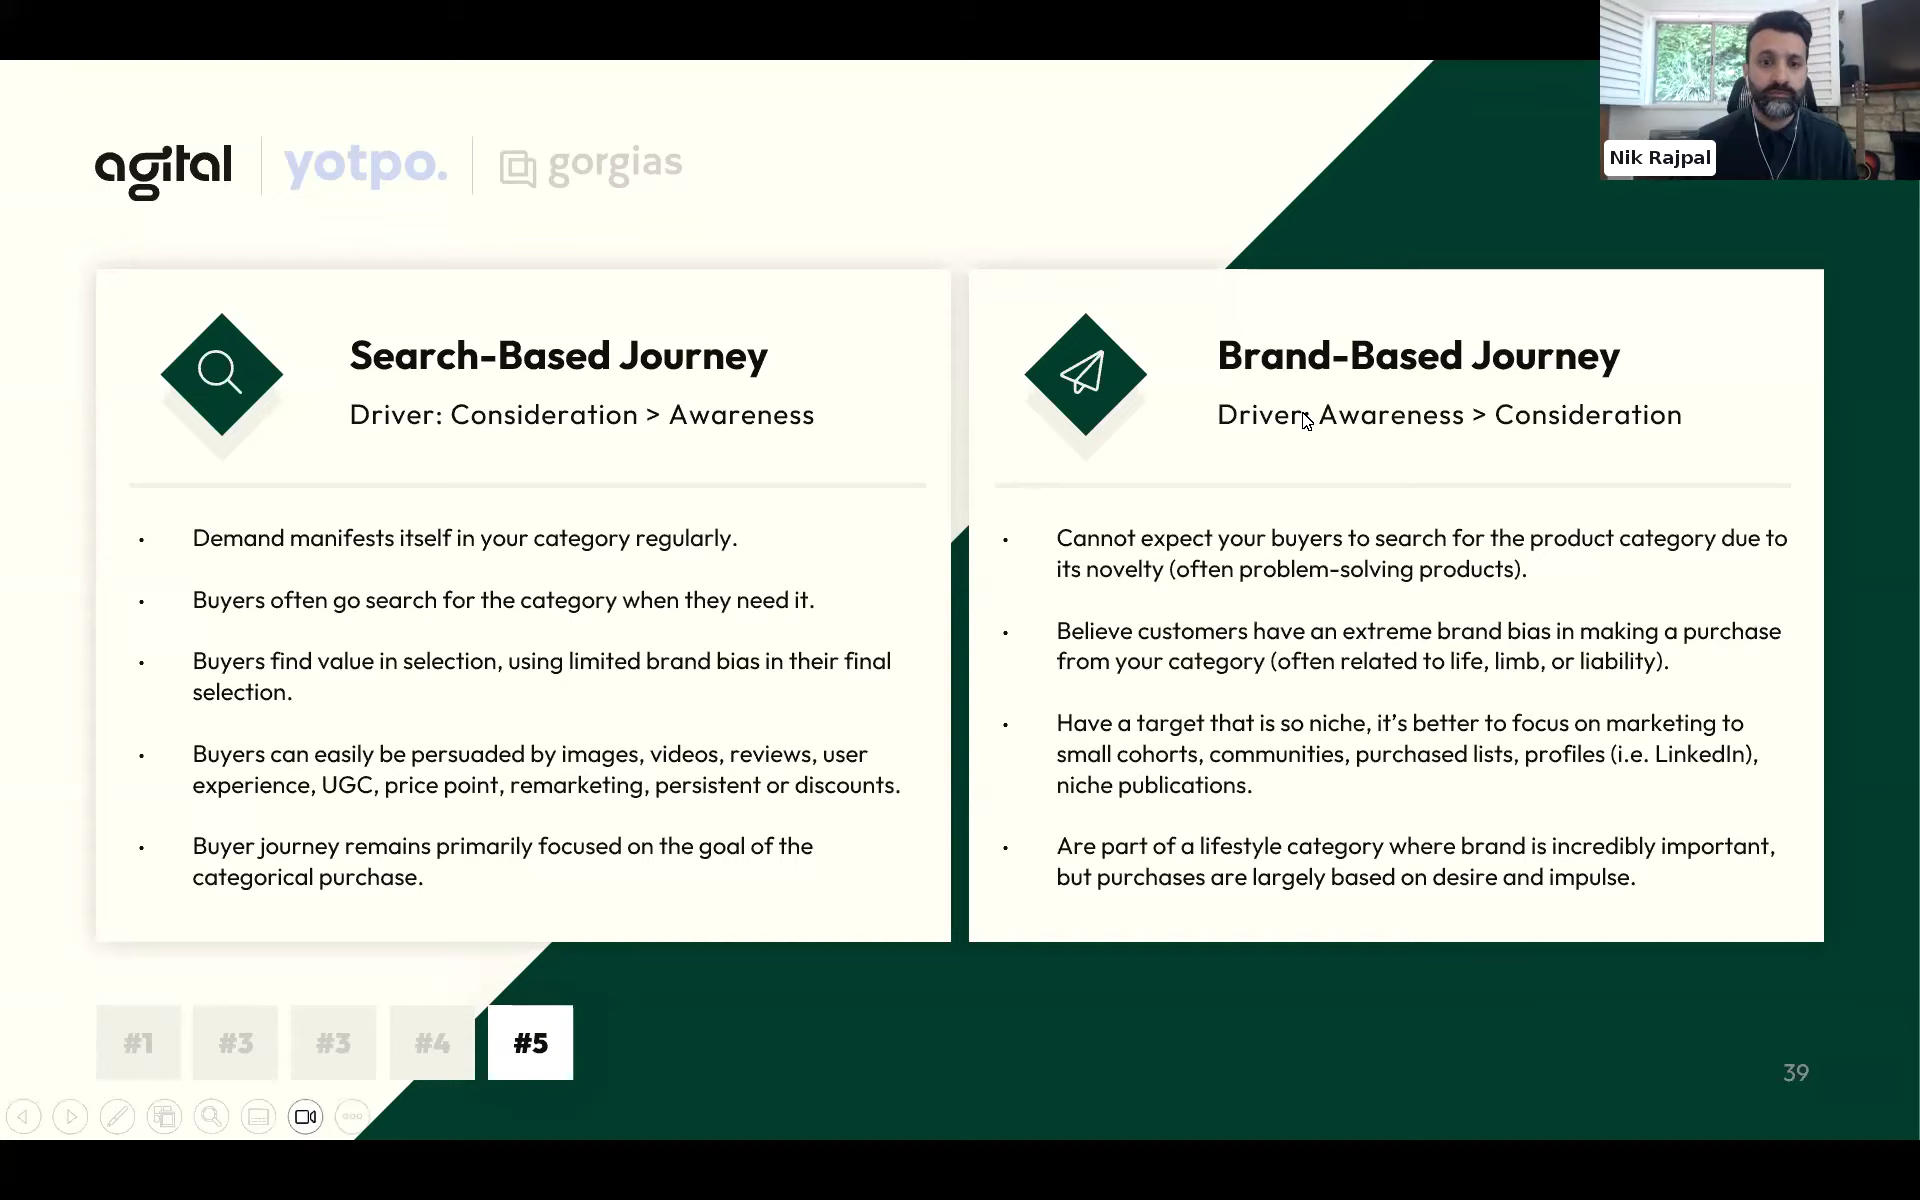 Nik Rajpal
agital
yotpo.
gorgias
Search-Based Journey
Driver: Consideration > Awareness
Demand manifests itself in your category regularly.
Buyers often go search for the category when they need it.
Buyers find value in selection, using limited brand bias in their final
selection.
Buyers can easily be persuaded by images, videos, reviews, user
experience, UGC, price point, remarketing, persistent or discounts.
Buyer journey remains primarily focused on the goal of the
categorical purchase.
Brand-Based Journey
Driver: Awareness > Consideration
Cannot expect your buyers to search for the product category due to
its novelty (often problem-solving products).
Believe customers have an extreme brand bias in making a purchase
from your category (often related to life, limb, or liability).
Have a target that is so niche, it’s better to focus on marketing to
small cohorts, communities, purchased lists, profiles (i.e. LinkedIn),
niche publications.
Are part of a lifestyle category where brand is incredibly important,
but purchases are largely based on desire and impulse.
#1
#3
#3
#4
#5
39